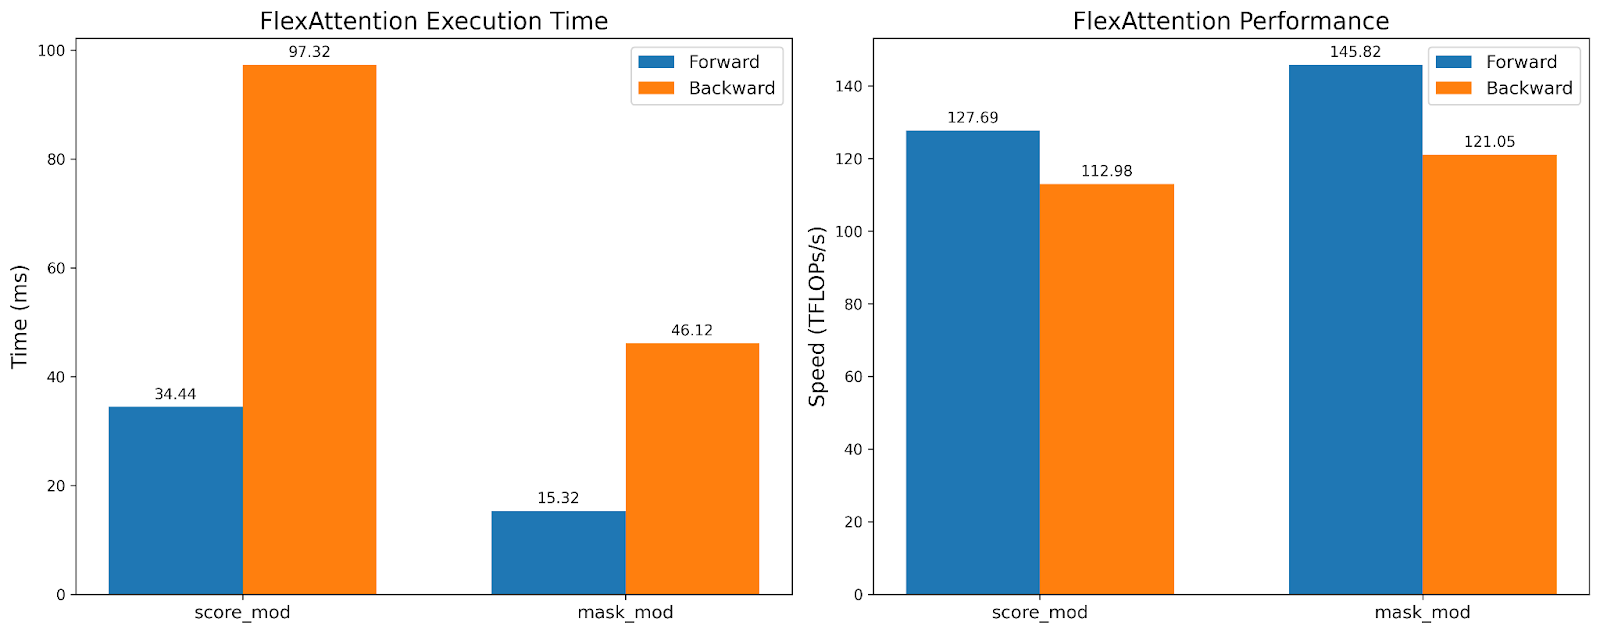 FlexAttention Execution Time
Time (ms)
100
80
60
40
20
0
97.32
34.44
46.12
15.32
Forward
Backward
score_mod
mask_mod
FlexAttention Performance
Speed (TFLOPs/s)
140
120
100
80
60
40
20
0
145.82
127.69
121.05
112.98
Forward
Backward
score_mod
mask_mod